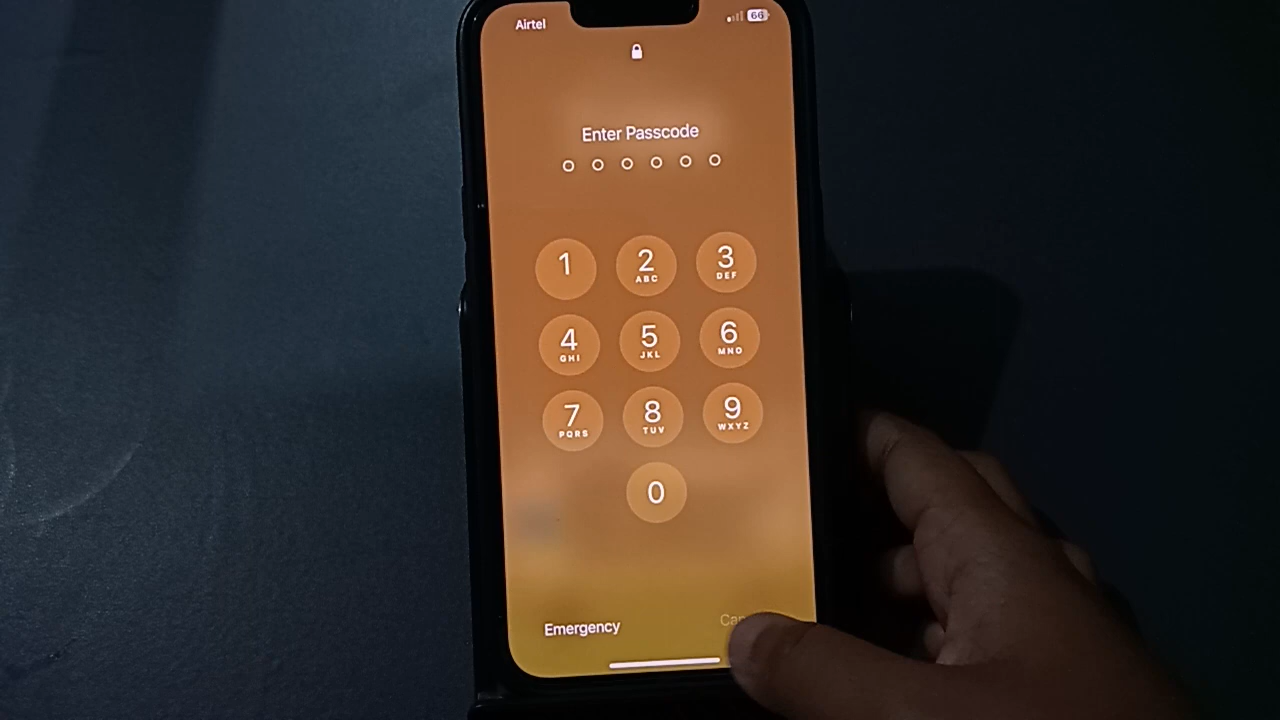 Airtel
66
Enter Passcode
1
2
ABC
3
DEF
4
GHI
5
JKL
6
MNO
7
PQRS
8
TUV
9
WXYZ
0
Emergency